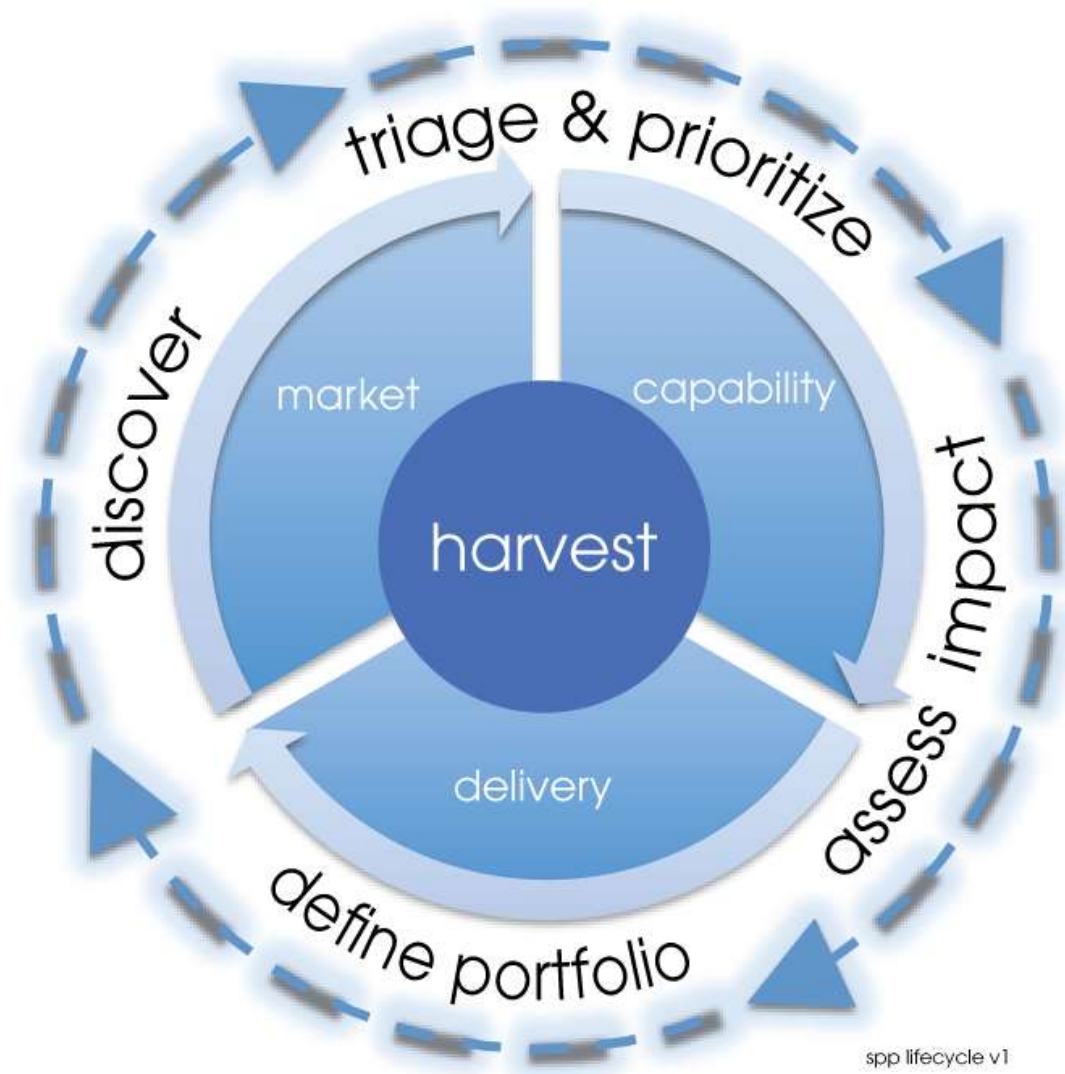 triage & prioritize
discover
market
capability
harvest
assess impact
delivery
define portfolio
spp lifecycle v1